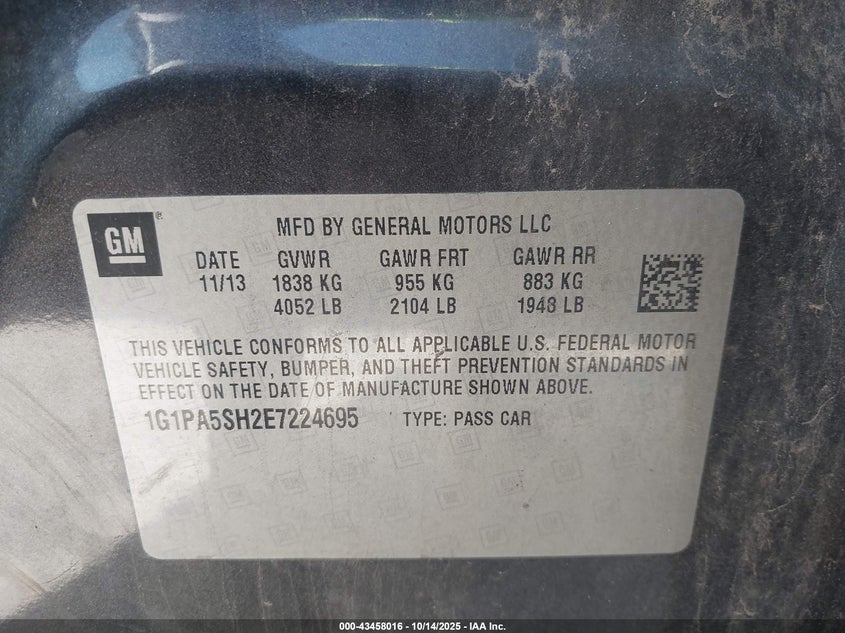 GM
MFD BY GENERAL MOTORS LLC
DATE GVWR GAWR FRT GAWR RR
11/13 1838 KG 955 KG 883 KG
4052 LB 2104 LB 1948 LB
THIS VEHICLE CONFORMS TO ALL APPLICABLE U.S. FEDERAL MOTOR
VEHICLE SAFETY, BUMPER, AND THEFT PREVENTION STANDARDS IN
EFFECT ON THE DATE OF MANUFACTURE SHOWN ABOVE.
1G1PA5SH2E7224695 TYPE: PASS CAR
000-43458016 - 10/14/2025 - IAA Inc.